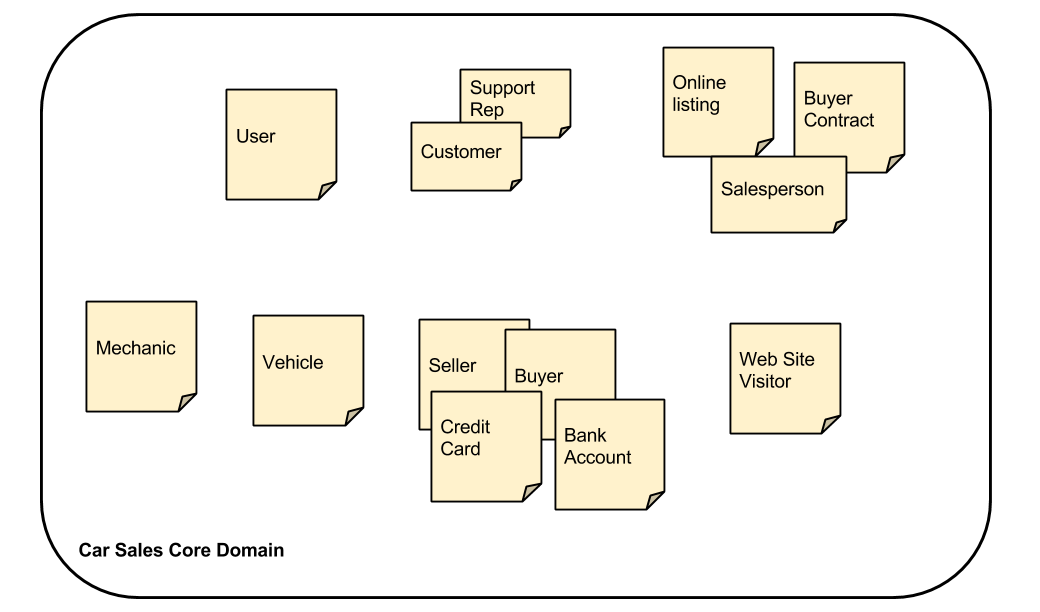 User
Support
Rep
Customer
Online
listing
Buyer
Contract
Salesperson
Mechanic
Vehicle
Seller
Buyer
Credit
Card
Bank
Account
Web Site
Visitor
Car Sales Core Domain